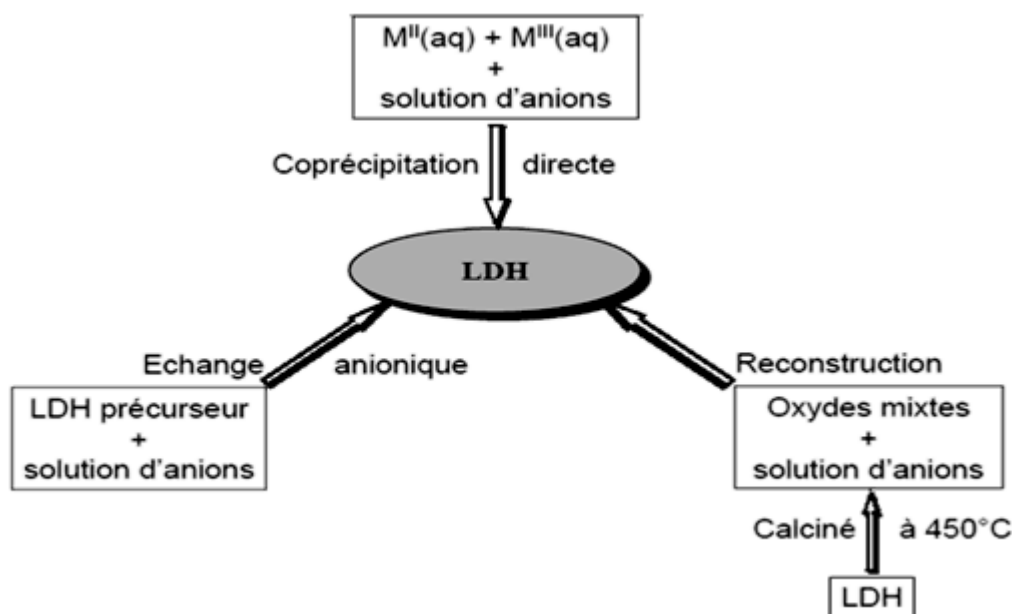 M^II(aq) + M^III(aq)
+
solution d'anions
Coprécipitation directe
LDH
Echange anionique
LDH précurseur
+
solution d'anions
Reconstruction
Oxydes mixtes
+
solution d'anions
Calciné à 450°C
LDH